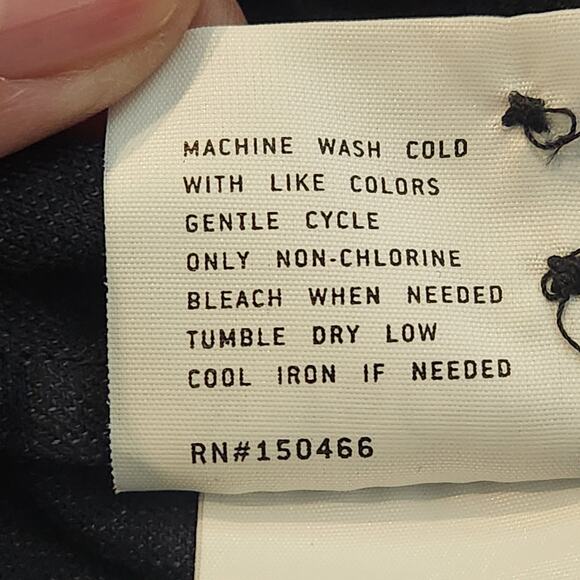 MACHINE WASH COLD
WITH LIKE COLORS
GENTLE CYCLE
ONLY NON-CHLORINE
BLEACH WHEN NEEDED
TUMBLE DRY LOW
COOL IRON IF NEEDED
RN#150466